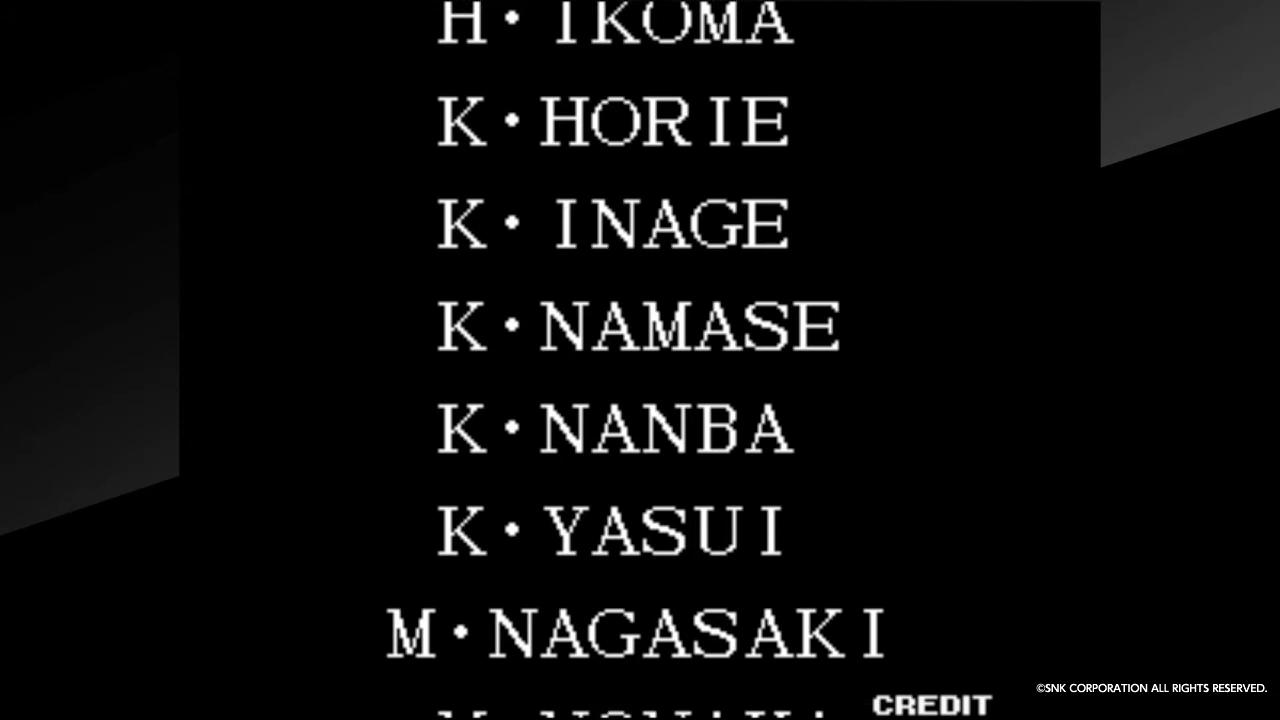 H・IKOMA
K・HORIE
K・INAGE
K・NAMASE
K・NANBA
K・YASUI
M・NAGASAKI
©SNK CORPORATION ALL RIGHTS RESERVED.
CREDIT